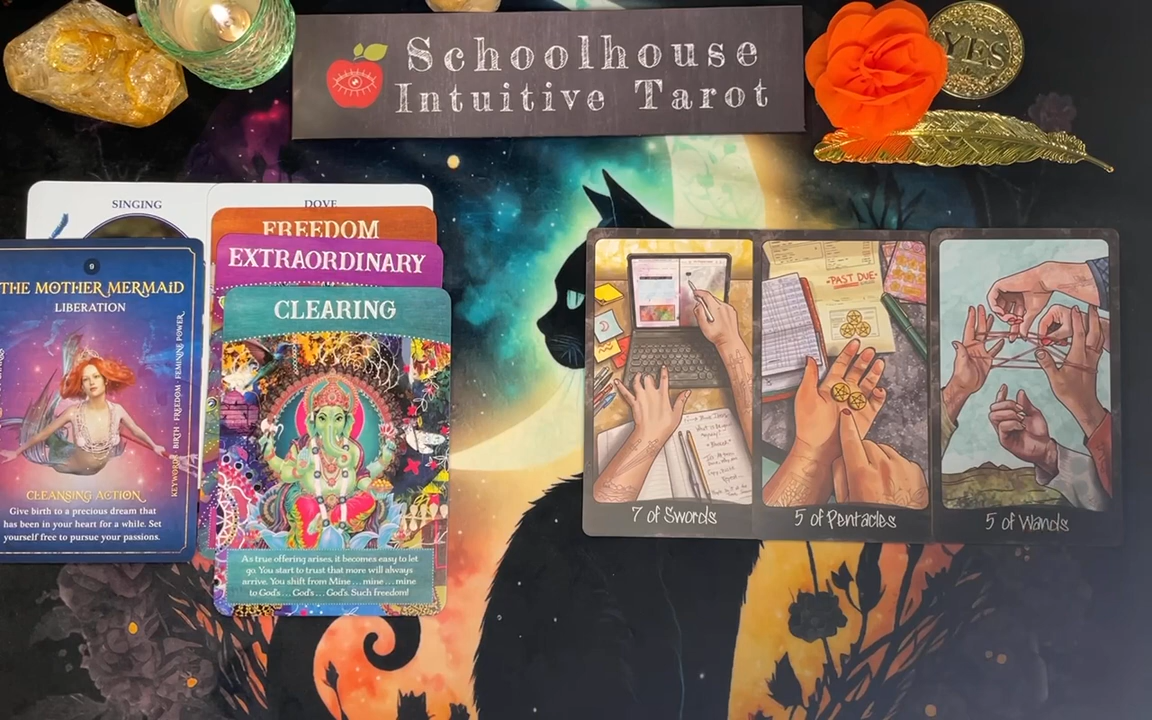 Schoolhouse
Intuitive Tarot
YES
SINGING
DOVE
FREEDOM
EXTRAORDINARY
CLEARING
As true offering arises, it becomes easy to let
go. You start to trust that more will always
arrive. You shift from Mine . . . mine . . . mine
to God's . . . God's . . . God's. Such freedom!
9
THE MOTHER MERMAID
LIBERATION
KEYWORDS BIRTH · FREEDOM · FEMININE POWER
CLEANSING ACTION
Give birth to a precious dream that
has been in your heart for a while. Set
yourself free to pursue your passions.
7 of Swords
PAST DUE
5 of Pentacles
5 of Wands